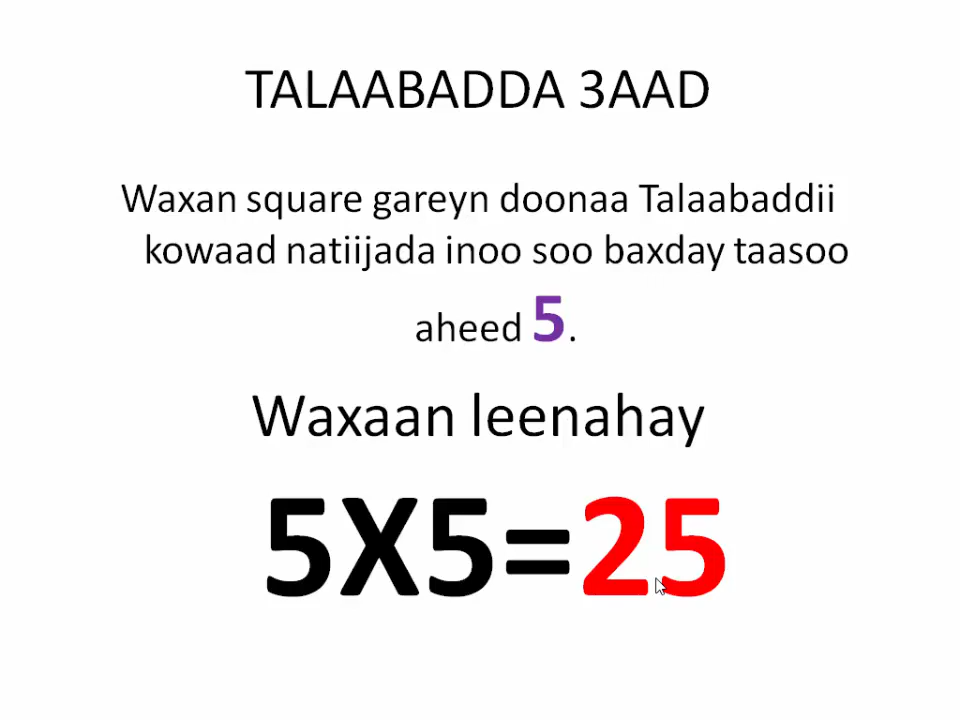 TALAABADDA 3AAD
Waxan square gareyn doonaa Talaabaddii
kowaad natiijada inoo soo baxday taasoo
aheed 5.
Waxaan leenahay
5X5=25